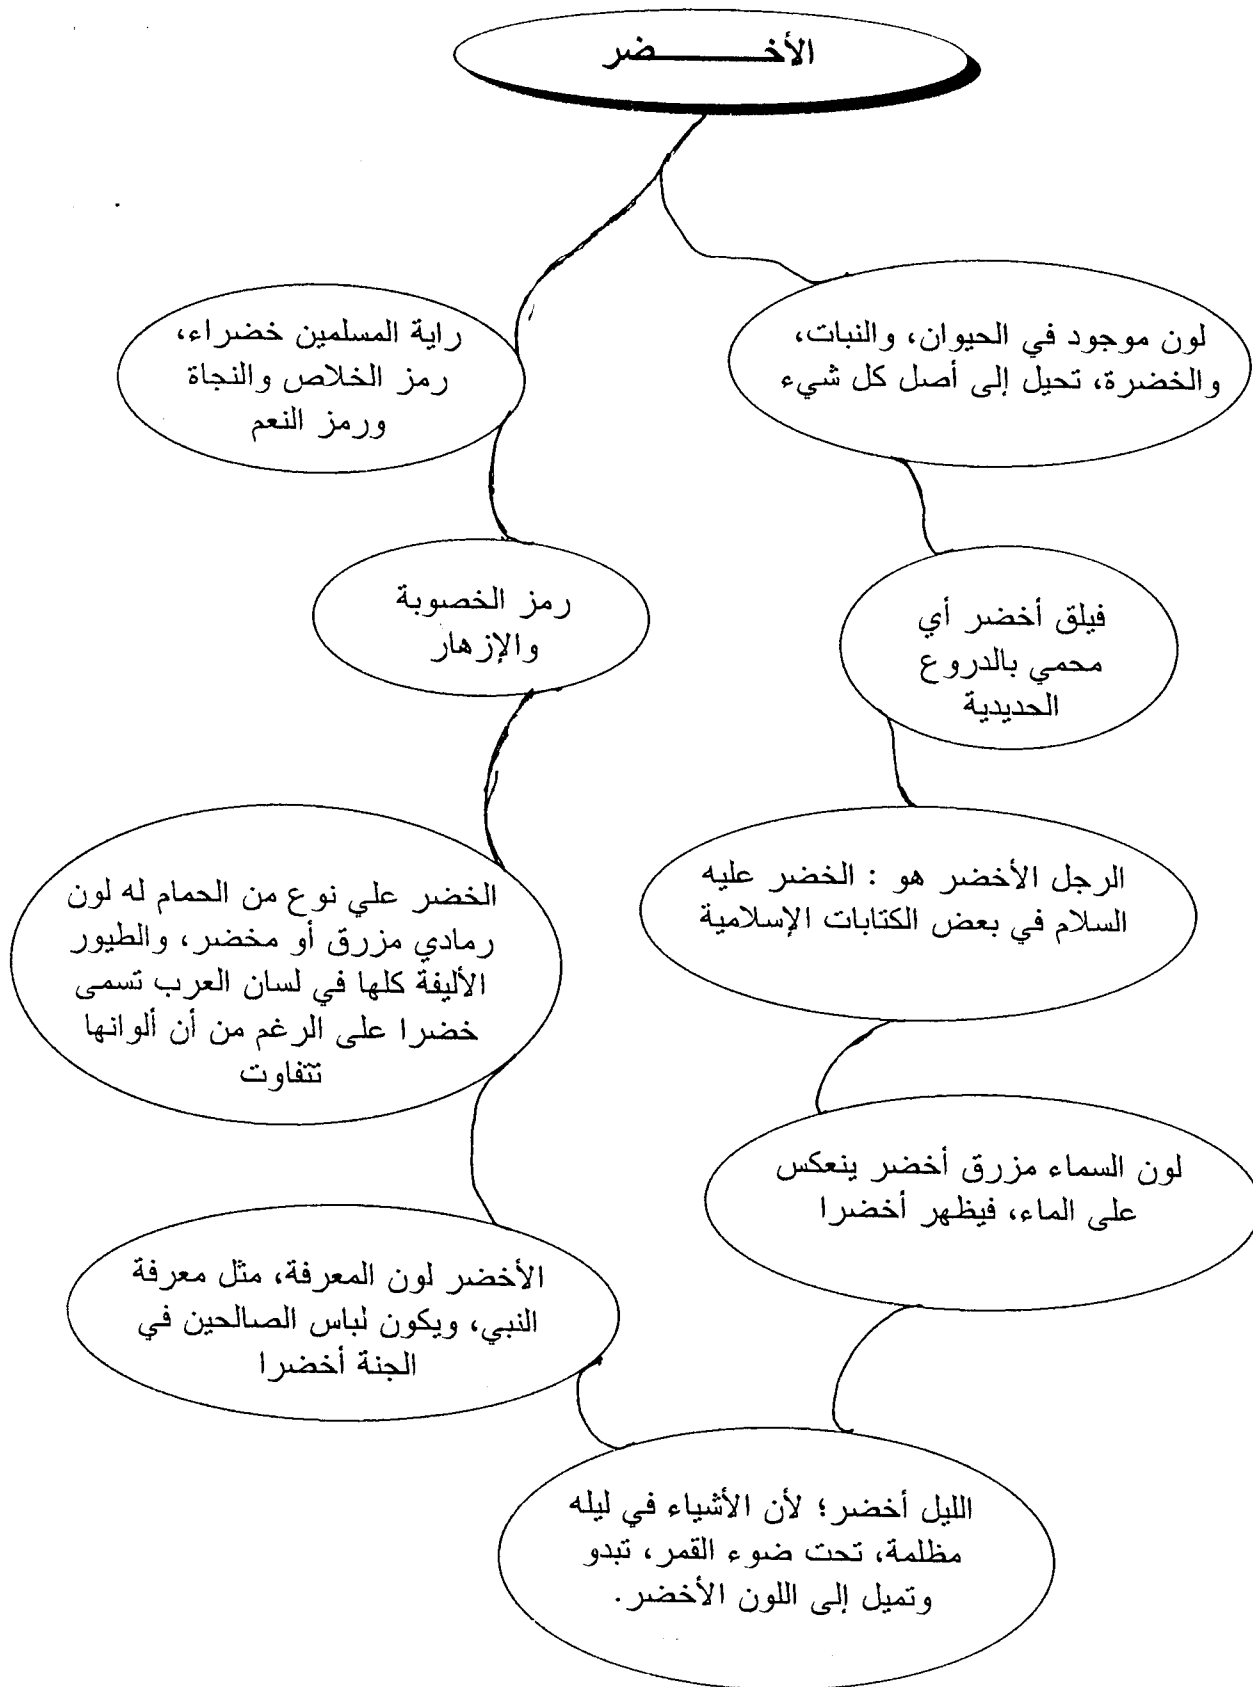 الأخـــــضر
لون موجود في الحيوان، والنبات،
والخضرة، تحيل إلى أصل كل شيء
راية المسلمين خضراء،
رمز الخلاص والنجاة
ورمز النعم
رمز الخصوبة
والإزهار
فيلق أخضر أي
محمي بالدروع
الحديدية
الرجل الأخضر هو : الخضر عليه
السلام في بعض الكتابات الإسلامية
الخضر علي نوع من الحمام له لون
رمادي مزرق أو مخضر، والطيور
الأليفة كلها في لسان العرب تسمى
خضرا على الرغم من أن ألوانها
تتفاوت
لون السماء مزرق أخضر ينعكس
على الماء، فيظهر أخضرا
الأخضر لون المعرفة، مثل معرفة
النبي، ويكون لباس الصالحين في
الجنة أخضرا
الليل أخضر؛ لأن الأشياء في ليله
مظلمة، تحت ضوء القمر، تبدو
وتميل إلى اللون الأخضر.